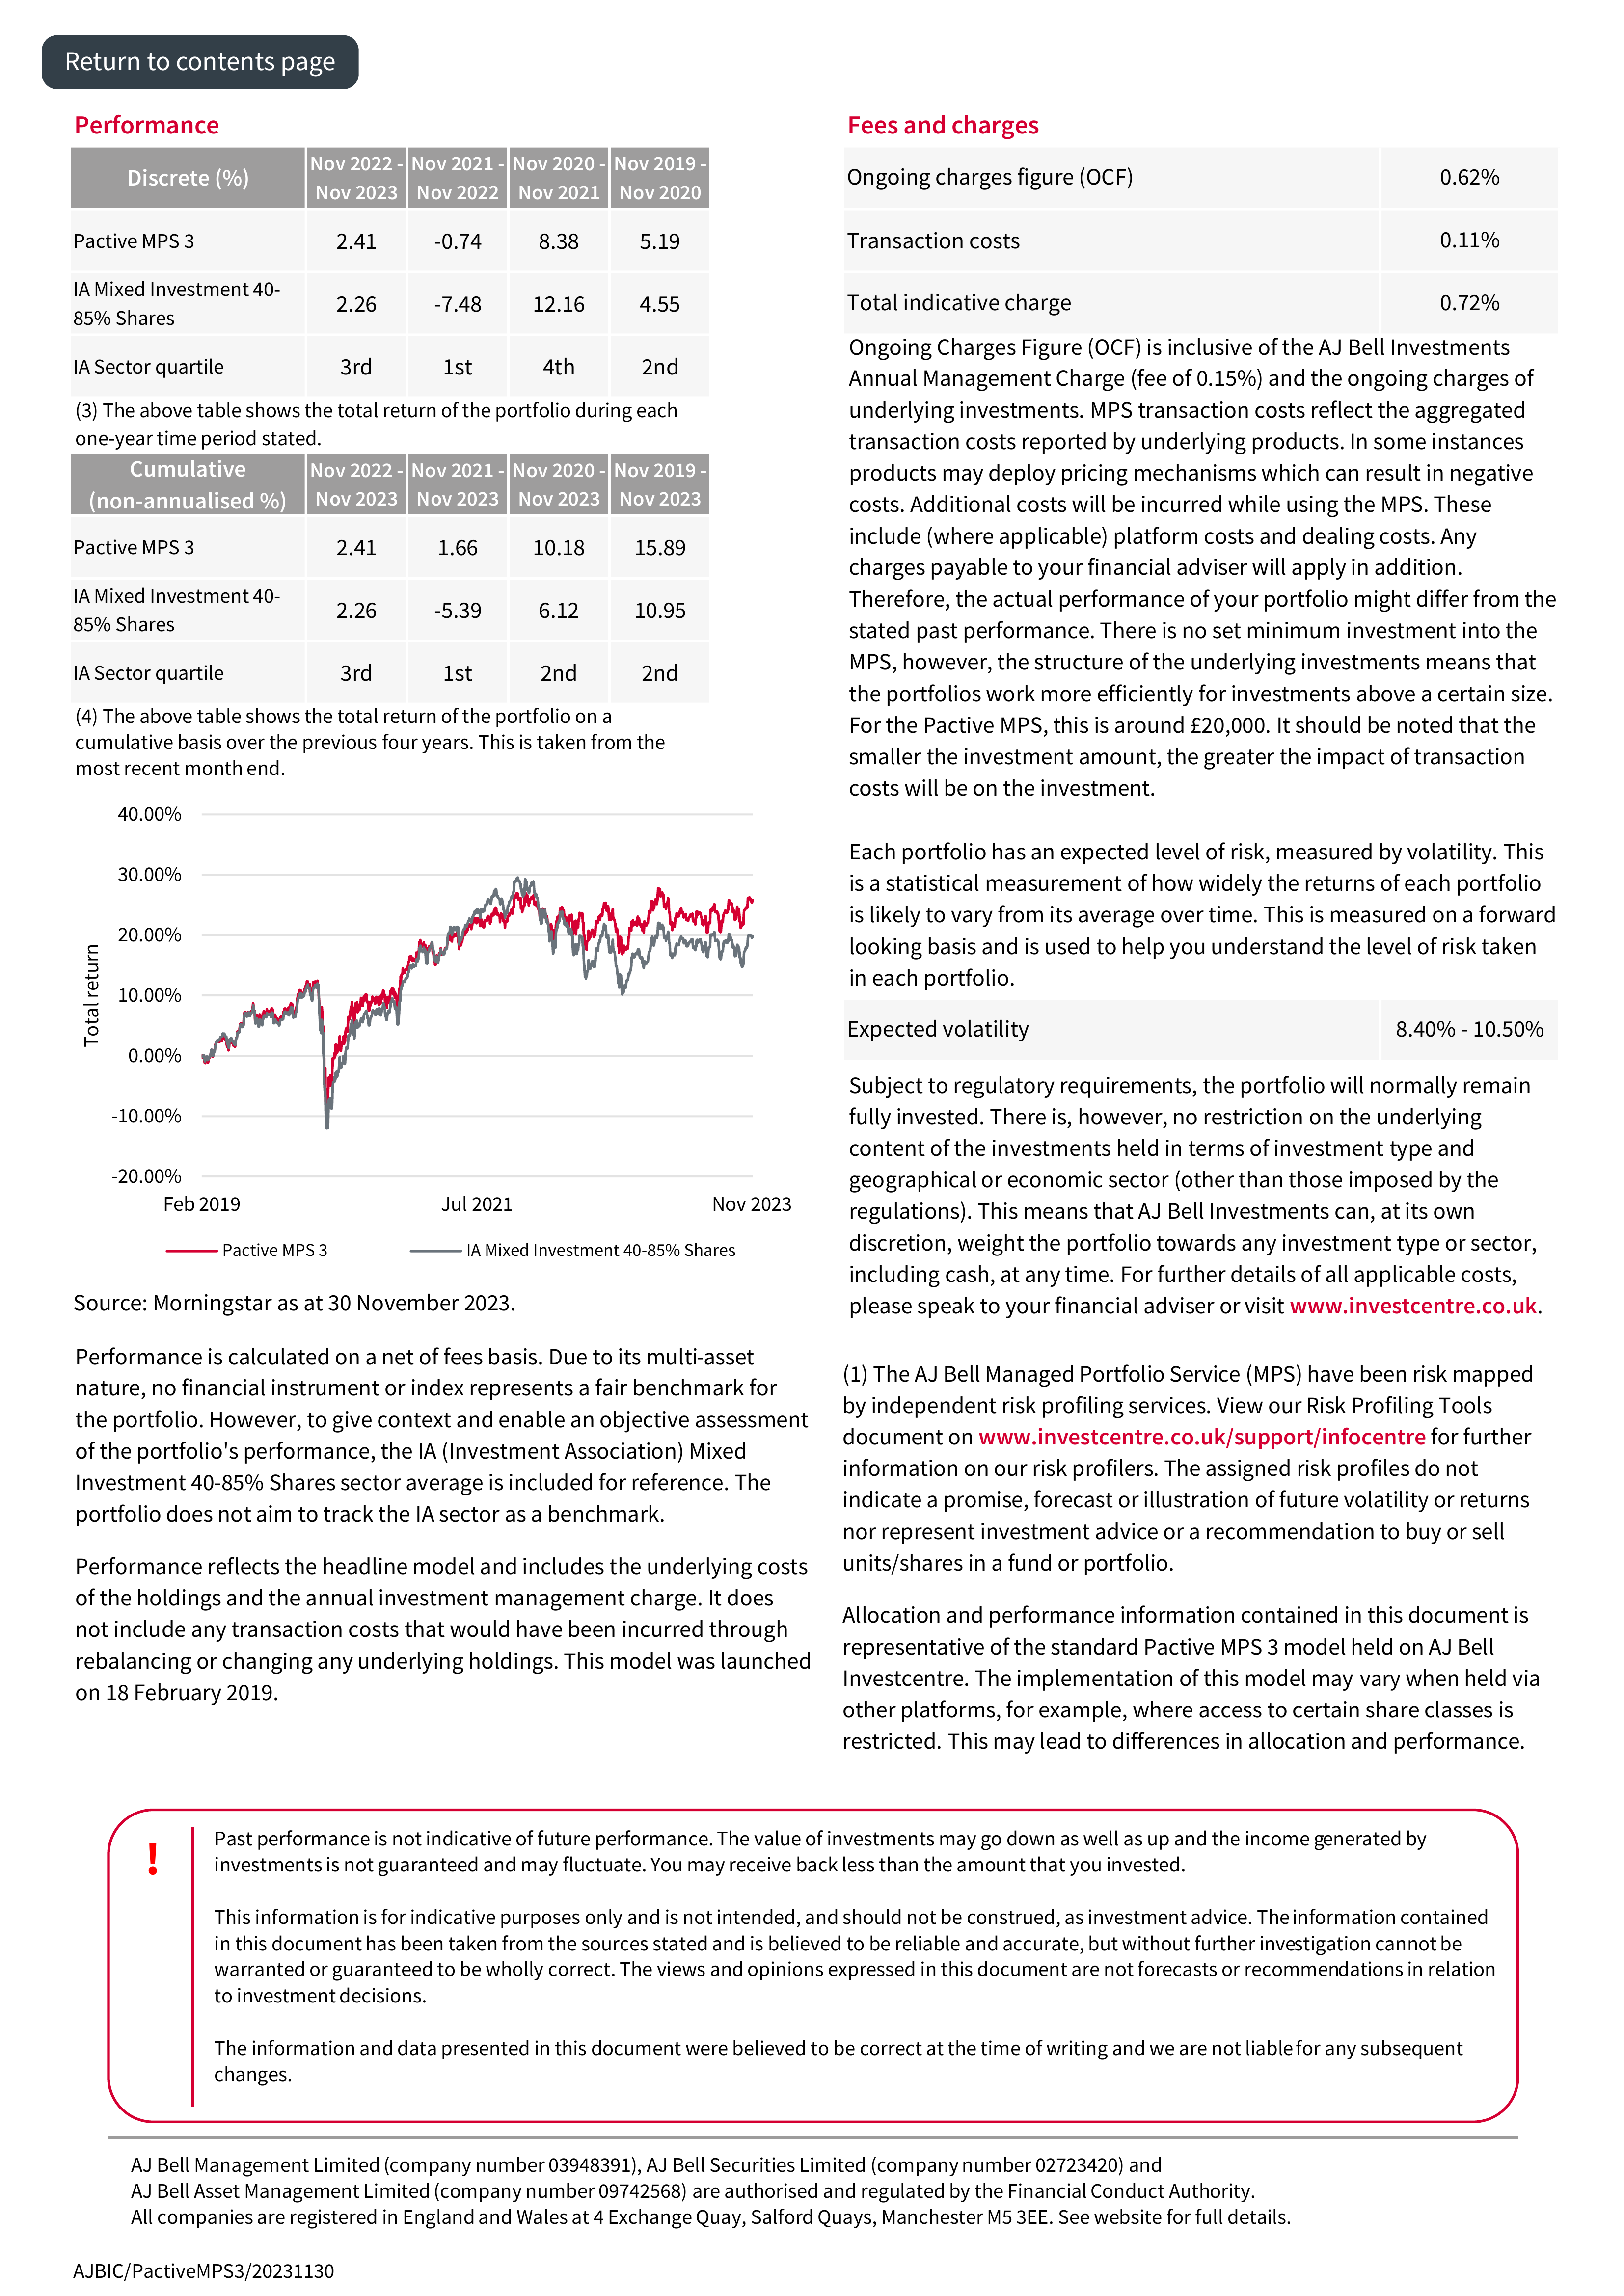 Return to contents page
Performance
Discrete (%)
Nov 2022 - Nov 2021 - Nov 2020 - Nov 2019 -
Nov 2023 Nov 2022 Nov 2021 Nov 2020
Pactive MPS 3 2.41 -0.74 8.38 5.19
IA Mixed Investment 40-
85% Shares
2.26 -7.48 12.16 4.55
IA Sector quartile 3rd 1st 4th 2nd
(3) The above table shows the total return of the portfolio during each
one-year time period stated.
Cumulative
(non-annualised %)
Nov 2022 - Nov 2021 - Nov 2020 - Nov 2019 -
Nov 2023 Nov 2023 Nov 2023 Nov 2023
Pactive MPS 3 2.41 1.66 10.18 15.89
IA Mixed Investment 40-
85% Shares
2.26 -5.39 6.12 10.95
IA Sector quartile 3rd 1st 2nd 2nd
(4) The above table shows the total return of the portfolio on a
cumulative basis over the previous four years. This is taken from the
most recent month end.
40.00%
30.00%
20.00%
10.00%
0.00%
-10.00%
-20.00%
Total return
Feb 2019 Jul 2021 Nov 2023
Pactive MPS 3 IA Mixed Investment 40-85% Shares
Source: Morningstar as at 30 November 2023.
Performance is calculated on a net of fees basis. Due to its multi-asset
nature, no financial instrument or index represents a fair benchmark for
the portfolio. However, to give context and enable an objective assessment
of the portfolio's performance, the IA (Investment Association) Mixed
Investment 40-85% Shares sector average is included for reference. The
portfolio does not aim to track the IA sector as a benchmark.
Performance reflects the headline model and includes the underlying costs
of the holdings and the annual investment management charge. It does
not include any transaction costs that would have been incurred through
rebalancing or changing any underlying holdings. This model was launched
on 18 February 2019.
Fees and charges
Ongoing charges figure (OCF) 0.62%
Transaction costs 0.11%
Total indicative charge 0.72%
Ongoing Charges Figure (OCF) is inclusive of the AJ Bell Investments
Annual Management Charge (fee of 0.15%) and the ongoing charges of
underlying investments. MPS transaction costs reflect the aggregated
transaction costs reported by underlying products. In some instances
products may deploy pricing mechanisms which can result in negative
costs. Additional costs will be incurred while using the MPS. These
include (where applicable) platform costs and dealing costs. Any
charges payable to your financial adviser will apply in addition.
Therefore, the actual performance of your portfolio might differ from the
stated past performance. There is no set minimum investment into the
MPS, however, the structure of the underlying investments means that
the portfolios work more efficiently for investments above a certain size.
For the Pactive MPS, this is around £20,000. It should be noted that the
smaller the investment amount, the greater the impact of transaction
costs will be on the investment.
Each portfolio has an expected level of risk, measured by volatility. This
is a statistical measurement of how widely the returns of each portfolio
is likely to vary from its average over time. This is measured on a forward
looking basis and is used to help you understand the level of risk taken
in each portfolio.
Expected volatility 8.40% - 10.50%
Subject to regulatory requirements, the portfolio will normally remain
fully invested. There is, however, no restriction on the underlying
content of the investments held in terms of investment type and
geographical or economic sector (other than those imposed by the
regulations). This means that AJ Bell Investments can, at its own
discretion, weight the portfolio towards any investment type or sector,
including cash, at any time. For further details of all applicable costs,
please speak to your financial adviser or visit www.investcentre.co.uk.
(1) The AJ Bell Managed Portfolio Service (MPS) have been risk mapped
by independent risk profiling services. View our Risk Profiling Tools
document on www.investcentre.co.uk/support/infocentre for further
information on our risk profilers. The assigned risk profiles do not
indicate a promise, forecast or illustration of future volatility or returns
nor represent investment advice or a recommendation to buy or sell
units/shares in a fund or portfolio.
Allocation and performance information contained in this document is
representative of the standard Pactive MPS 3 model held on AJ Bell
Investcentre. The implementation of this model may vary when held via
other platforms, for example, where access to certain share classes is
restricted. This may lead to differences in allocation and performance.
!
Past performance is not indicative of future performance. The value of investments may go down as well as up and the income generated by
investments is not guaranteed and may fluctuate. You may receive back less than the amount that you invested.
This information is for indicative purposes only and is not intended, and should not be construed, as investment advice. The information contained
in this document has been taken from the sources stated and is believed to be reliable and accurate, but without further investigation cannot be
warranted or guaranteed to be wholly correct. The views and opinions expressed in this document are not forecasts or recommendations in relation
to investment decisions.
The information and data presented in this document were believed to be correct at the time of writing and we are not liable for any subsequent
changes.
AJ Bell Management Limited (company number 03948391), AJ Bell Securities Limited (company number 02723420) and
AJ Bell Asset Management Limited (company number 09742568) are authorised and regulated by the Financial Conduct Authority.
All companies are registered in England and Wales at 4 Exchange Quay, Salford Quays, Manchester M5 3EE. See website for full details.
AJBIC/PactiveMPS3/20231130